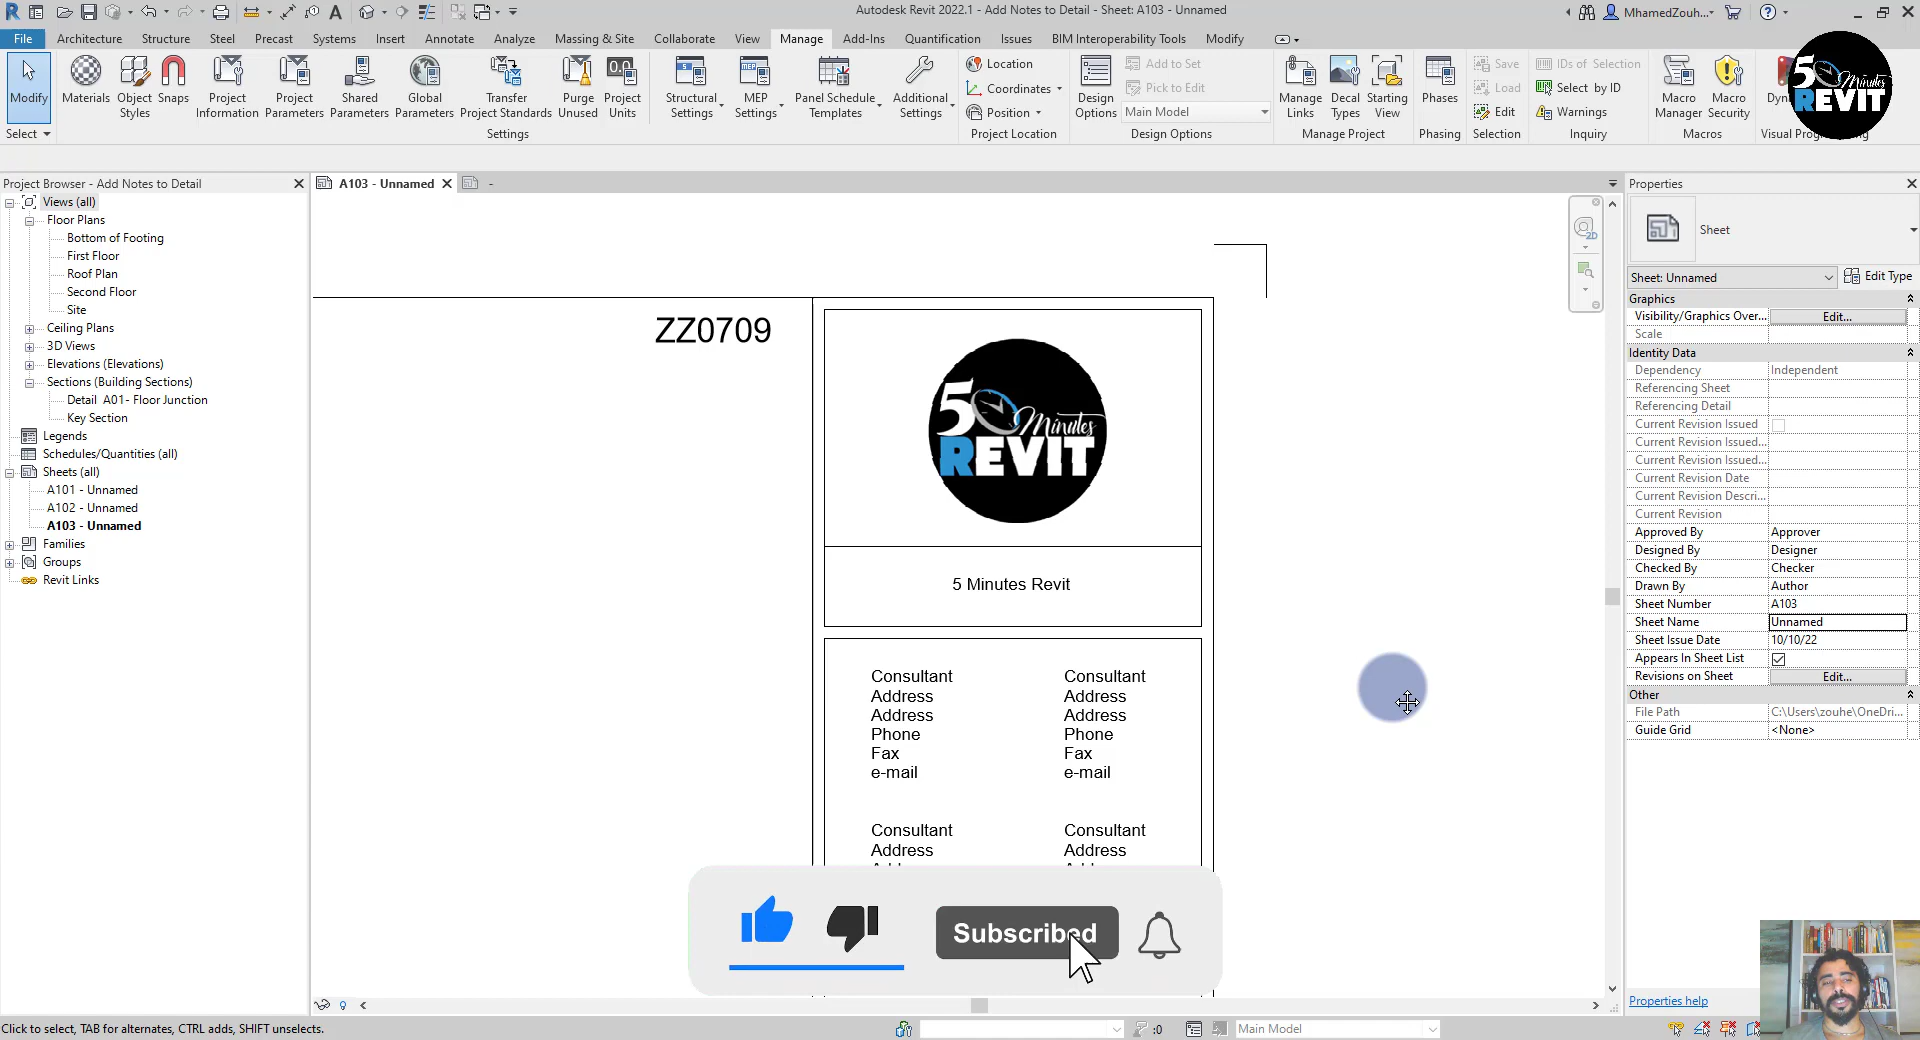 Autodesk Revit 2022.1 - Add Notes to Detail - Sheet: A103 - Unnamed
MhamedZouh...
File Architecture Structure Steel Precast Systems Insert Annotate Analyze Massing & Site Collaborate View Manage Add-Ins Quantification Issues BIM Interoperability Tools Modify
Modify
Materials
Object Styles
Snaps
Project Information
Project Parameters
Shared Parameters
Global Parameters
Transfer Project Standards
Purge Unused
Project Units
Structural Settings
MEP Settings
Panel Schedule Templates
Additional Settings
Location
Coordinates
Position
Design Options
Add to Set
Pick to Edit
Main Model
Manage Links
Decal Types
Starting View
Phases
Save
Load
Edit
IDs of Selection
Select by ID
Warnings
Macro Manager
Macro Security
5 Minutes
REVIT
Select
Settings
Project Location
Design Options
Manage Project
Phasing
Selection
Inquiry
Macros
Project Browser - Add Notes to Detail
Views (all)
Floor Plans
Bottom of Footing
First Floor
Roof Plan
Second Floor
Site
Ceiling Plans
3D Views
Elevations (Elevations)
Sections (Building Sections)
Detail A01- Floor Junction
Key Section
Legends
Schedules/Quantities (all)
Sheets (all)
A101 - Unnamed
A102 - Unnamed
A103 - Unnamed
Families
Groups
Revit Links
A103 - Unnamed
-
ZZ0709
5 Minutes
REVIT
5 Minutes Revit
Consultant
Address
Address
Phone
Fax
e-mail
Consultant
Address
Address
Phone
Fax
e-mail
Consultant
Address
Consultant
Address
Subscribed
2D
Properties
Sheet
Sheet: Unnamed
Edit Type
Graphics
Visibility/Graphics Over... Edit...
Scale
Identity Data
Dependency Independent
Referencing Sheet
Referencing Detail
Current Revision Issued
Current Revision Issued...
Current Revision Issued...
Current Revision Date
Current Revision Descri...
Current Revision
Approved By Approver
Designed By Designer
Checked By Checker
Drawn By Author
Sheet Number A103
Sheet Name Unnamed
Sheet Issue Date 10/10/22
Appears In Sheet List
Revisions on Sheet Edit...
Other
File Path C:\Users\zouhe\OneDri...
Guide Grid <None>
Properties help
Click to select, TAB for alternates, CTRL adds, SHIFT unselects.
:0
Main Model